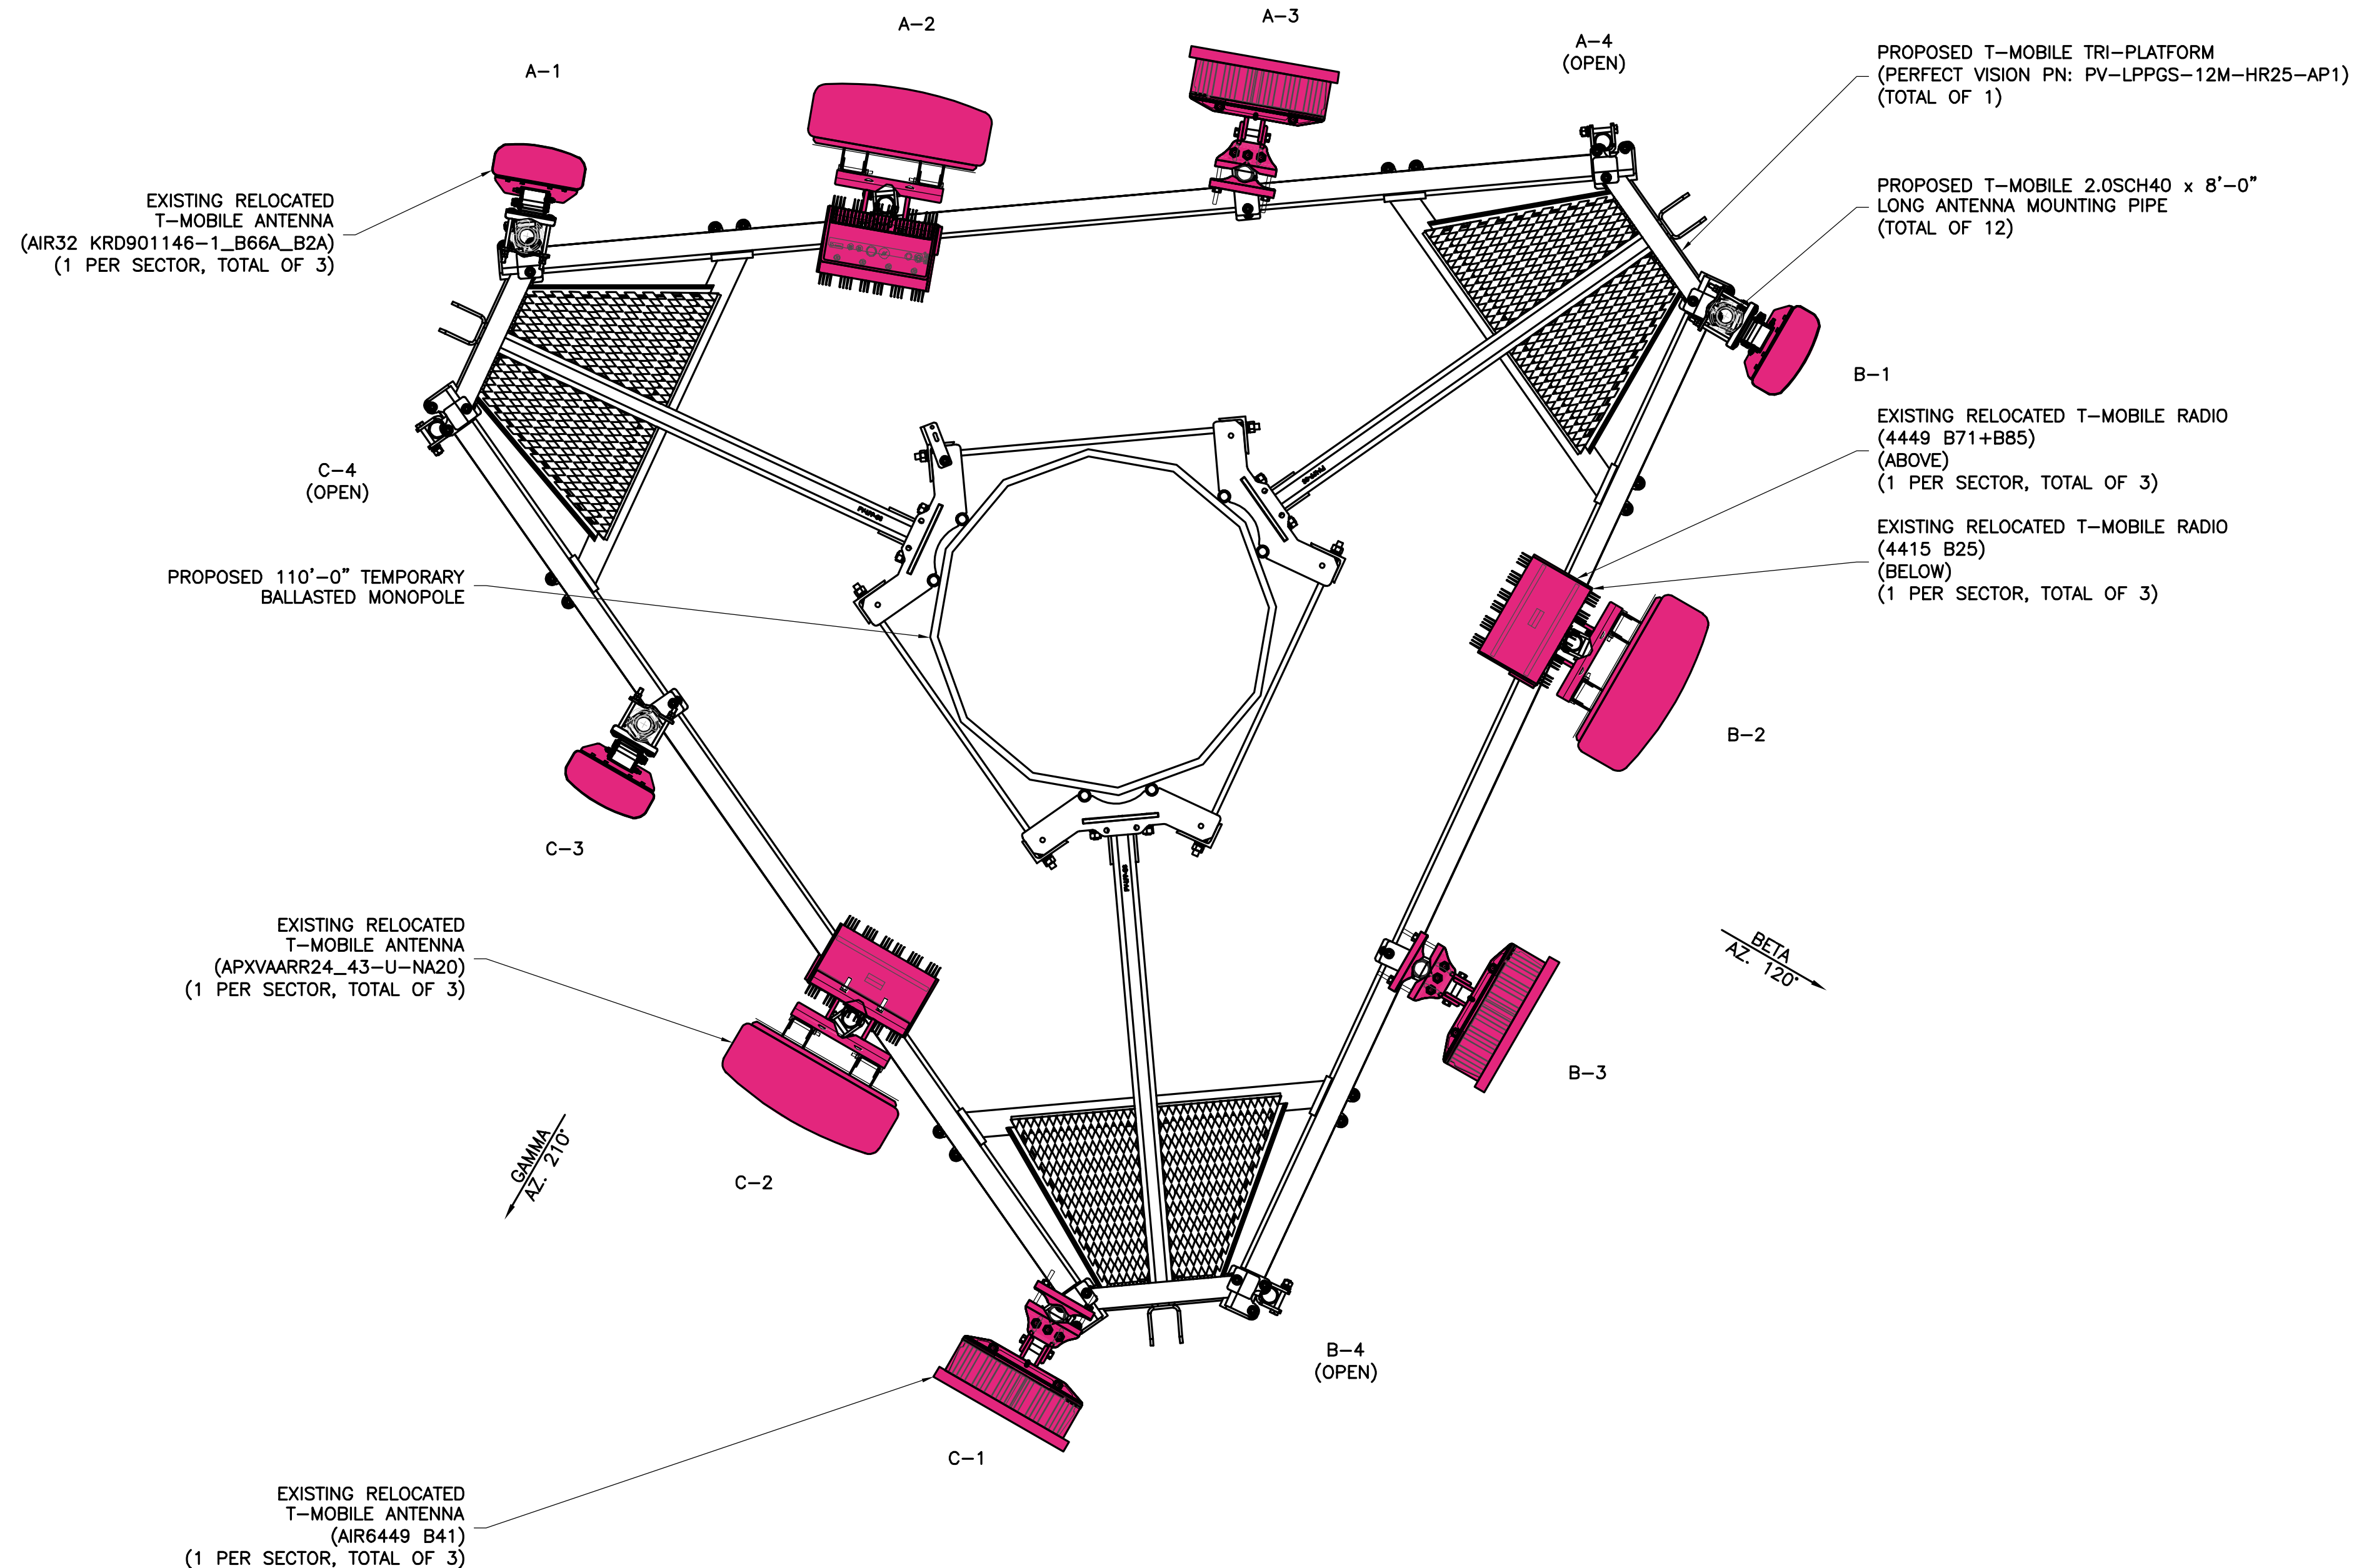 A-1
A-2
A-3
A-4
(OPEN)
PROPOSED T-MOBILE TRI-PLATFORM
(PERFECT VISION PN: PV-LPPGS-12M-HR25-AP1)
(TOTAL OF 1)
PROPOSED T-MOBILE 2.0SCH40 x 8'-0"
LONG ANTENNA MOUNTING PIPE
(TOTAL OF 12)
EXISTING RELOCATED
T-MOBILE ANTENNA
(AIR32 KRD901146-1_B66A_B2A)
(1 PER SECTOR, TOTAL OF 3)
B-1
EXISTING RELOCATED T-MOBILE RADIO
(4449 B71+B85)
(ABOVE)
(1 PER SECTOR, TOTAL OF 3)
EXISTING RELOCATED T-MOBILE RADIO
(4415 B25)
(BELOW)
(1 PER SECTOR, TOTAL OF 3)
C-4
(OPEN)
PROPOSED 110'-0" TEMPORARY
BALLASTED MONOPOLE
B-2
C-3
EXISTING RELOCATED
T-MOBILE ANTENNA
(APXVAARR24_43-U-NA20)
(1 PER SECTOR, TOTAL OF 3)
BETA
AZ. 120°
B-3
GAMMA
AZ. 210°
C-2
B-4
(OPEN)
C-1
EXISTING RELOCATED
T-MOBILE ANTENNA
(AIR6449 B41)
(1 PER SECTOR, TOTAL OF 3)